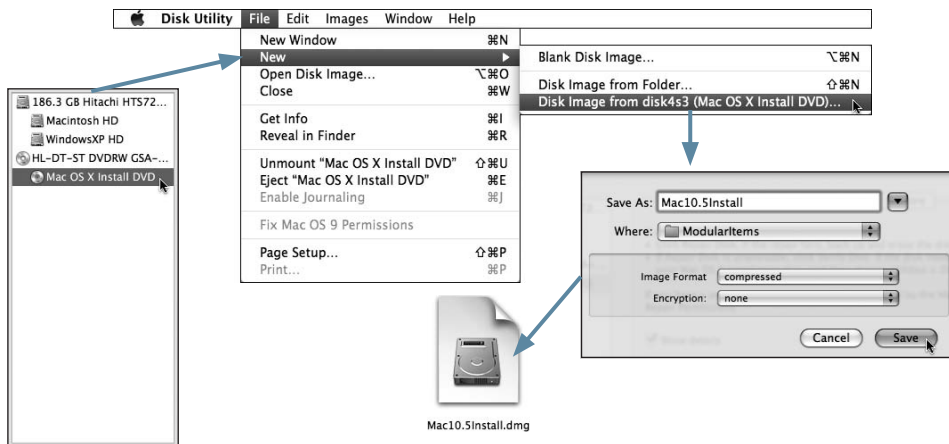 Disk Utility File Edit Images Window Help
New Window ⌘N
New
Open Disk Image... ⌥⌘O
Close ⌘W
Get Info ⌘I
Reveal in Finder ⌘R
Unmount “Mac OS X Install DVD” ⇧⌘U
Eject “Mac OS X Install DVD” ⌘E
Enable Journaling ⌘J
Fix Mac OS 9 Permissions
Page Setup... ⇧⌘P
Print... ⌘P
Blank Disk Image... ⌥⌘N
Disk Image from Folder... ⇧⌘N
Disk Image from disk4s3 (Mac OS X Install DVD)...
186.3 GB Hitachi HTS72...
Macintosh HD
WindowsXP HD
HL-DT-ST DVDRW GSA-...
Mac OS X Install DVD
Save As: Mac10.5Install
Where: ModularItems
Image Format compressed
Encryption: none
Cancel Save
Mac10.5Install.dmg